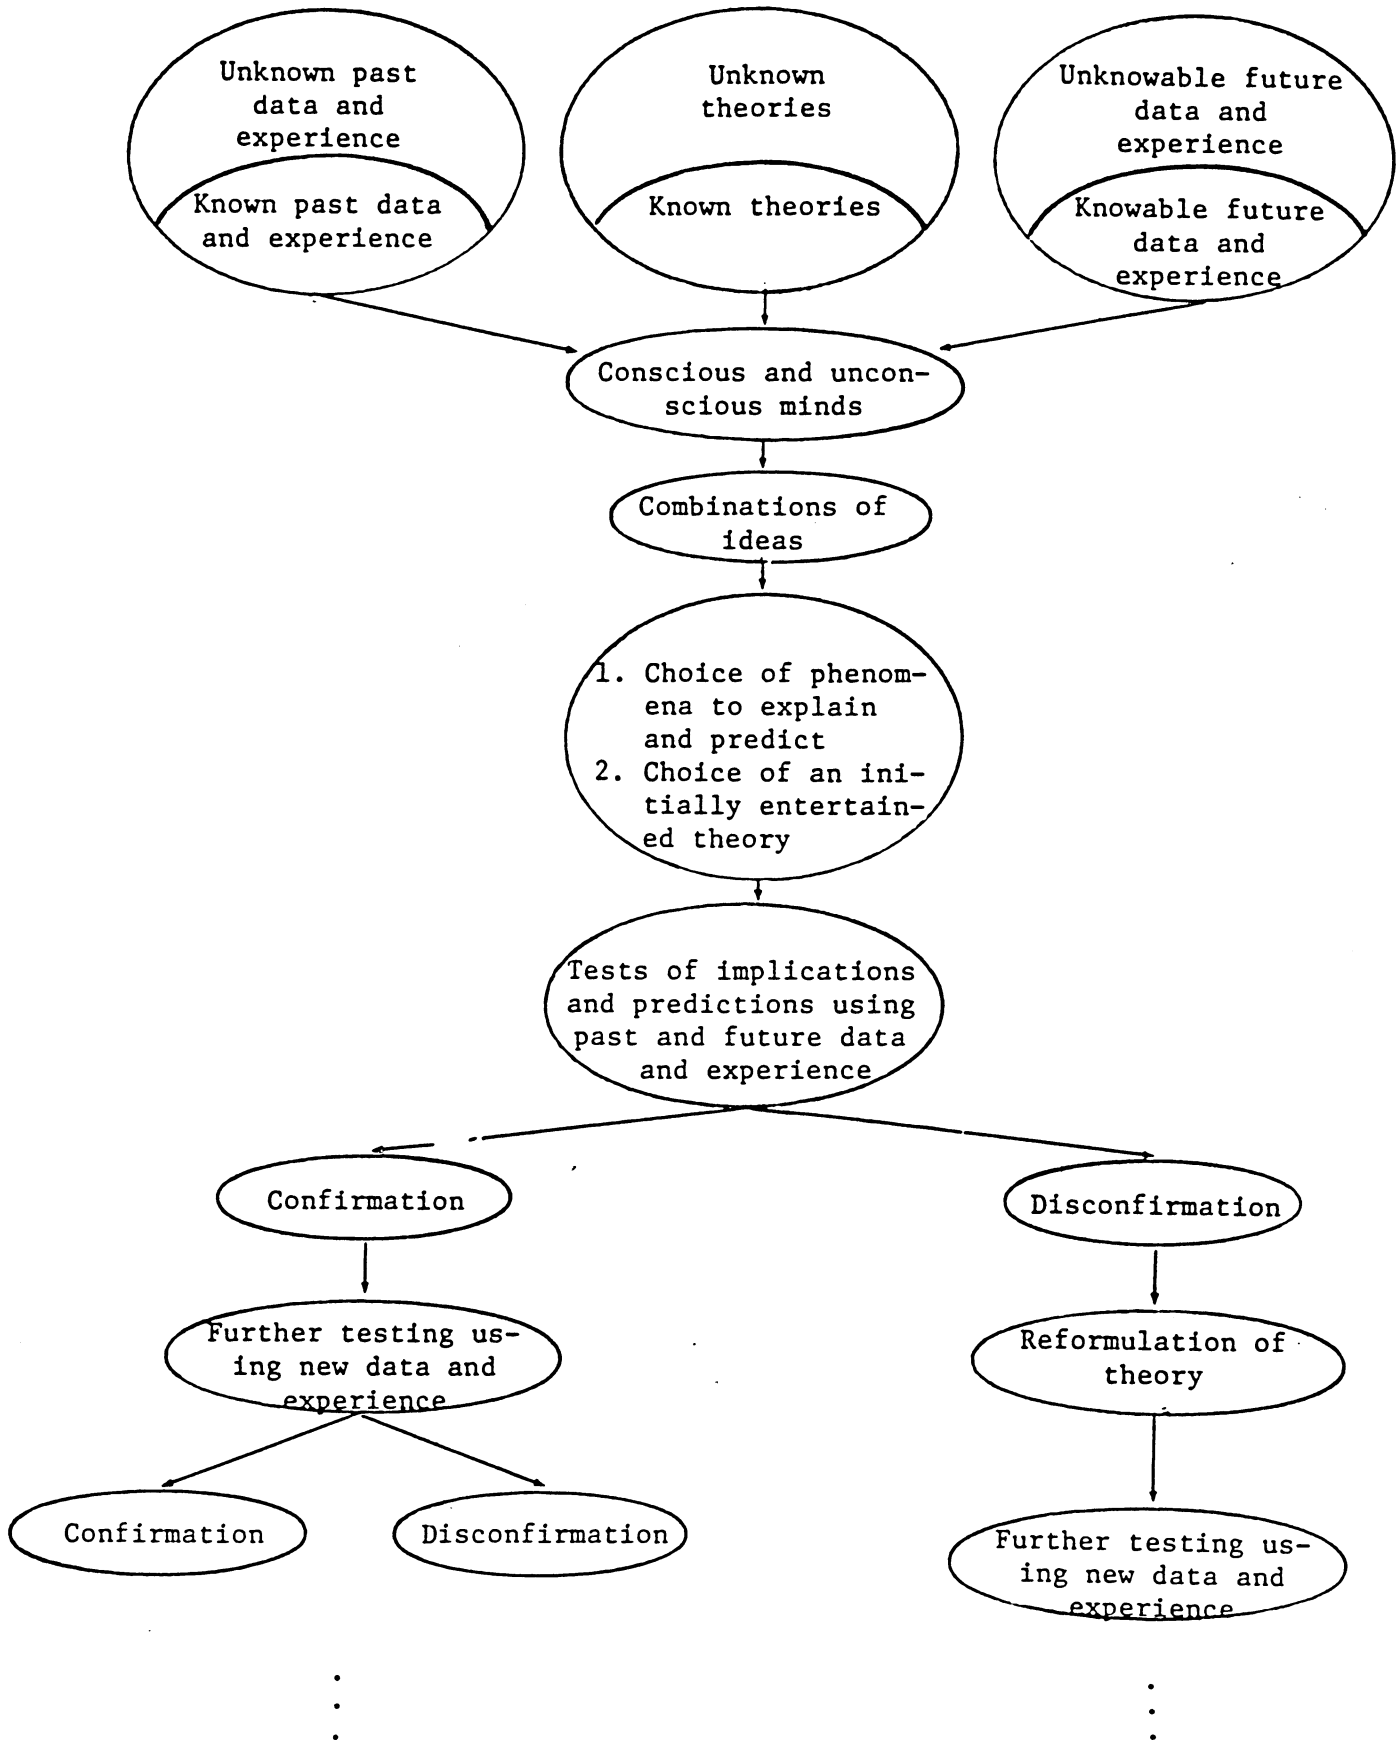 Unknown past
data and
experience
Known past data
and experience
Unknown
theories
Known theories
Unknowable future
data and
experience
Knowable future
data and
experience
Conscious and uncon-
scious minds
Combinations of
ideas
1. Choice of phenom-
ena to explain
and predict
2. Choice of an ini-
tially entertain-
ed theory
Tests of implications
and predictions using
past and future data
and experience
Confirmation
Disconfirmation
Further testing us-
ing new data and
experience
Reformulation of
theory
Confirmation
Disconfirmation
Further testing us-
ing new data and
experience